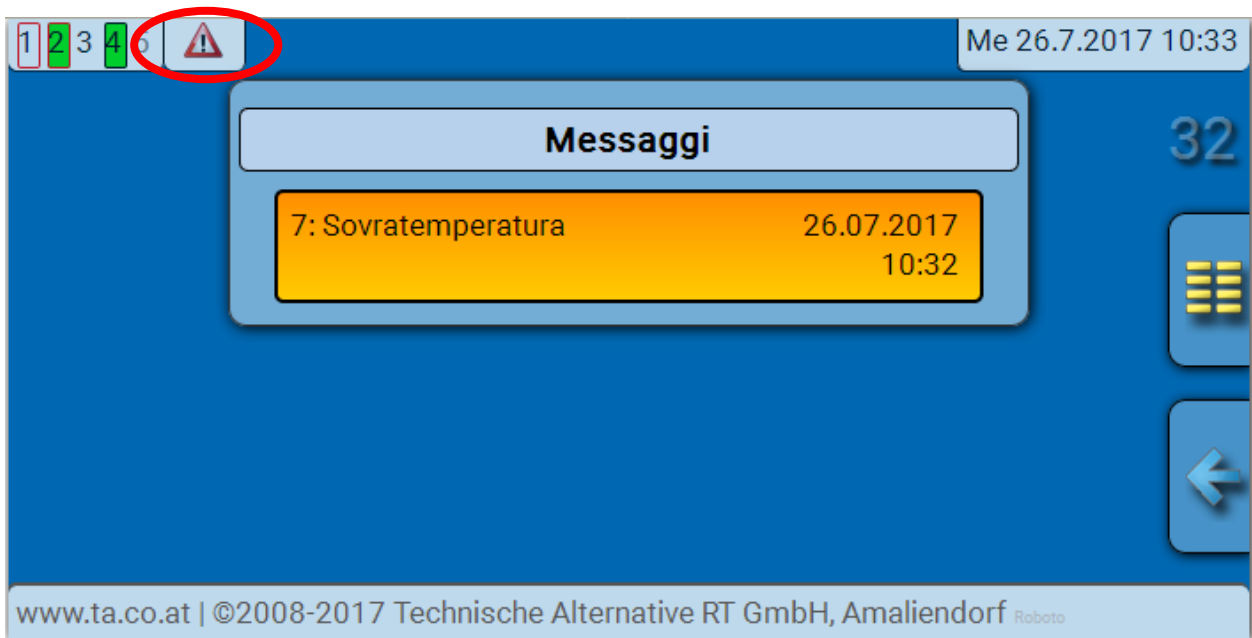 1 2 3 4 5
Me 26.7.2017 10:33
Messaggi
32
7: Sovratemperatura 26.07.2017
10:32
www.ta.co.at | ©2008-2017 Technische Alternative RT GmbH, Amaliendorf Roboto